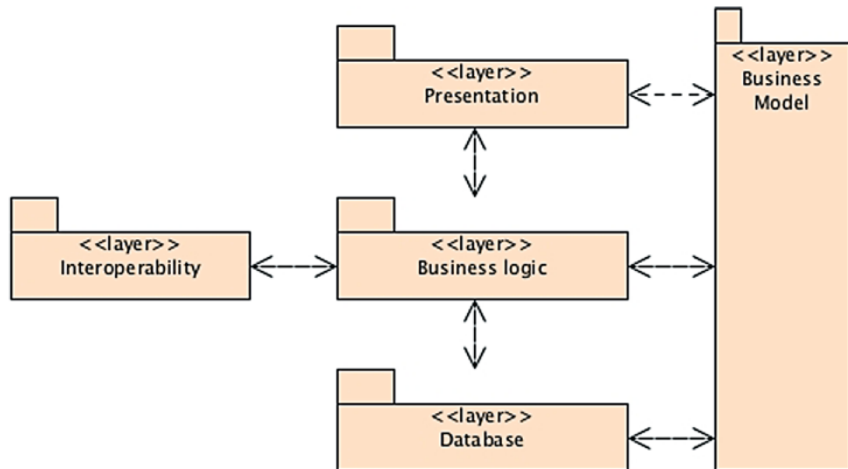 <<layer>>
Presentation
<<layer>>
Business
Model
<<layer>>
Interoperability
<<layer>>
Business logic
<<layer>>
Database